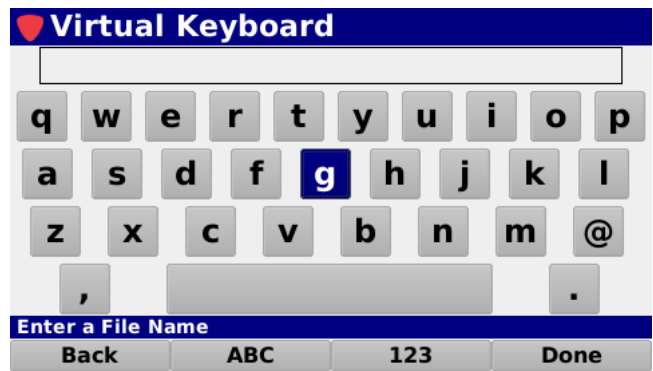 Virtual Keyboard
q w e r t y u i o p
a s d f g h j k l
z x c v b n m @
, .
Enter a File Name
Back ABC 123 Done